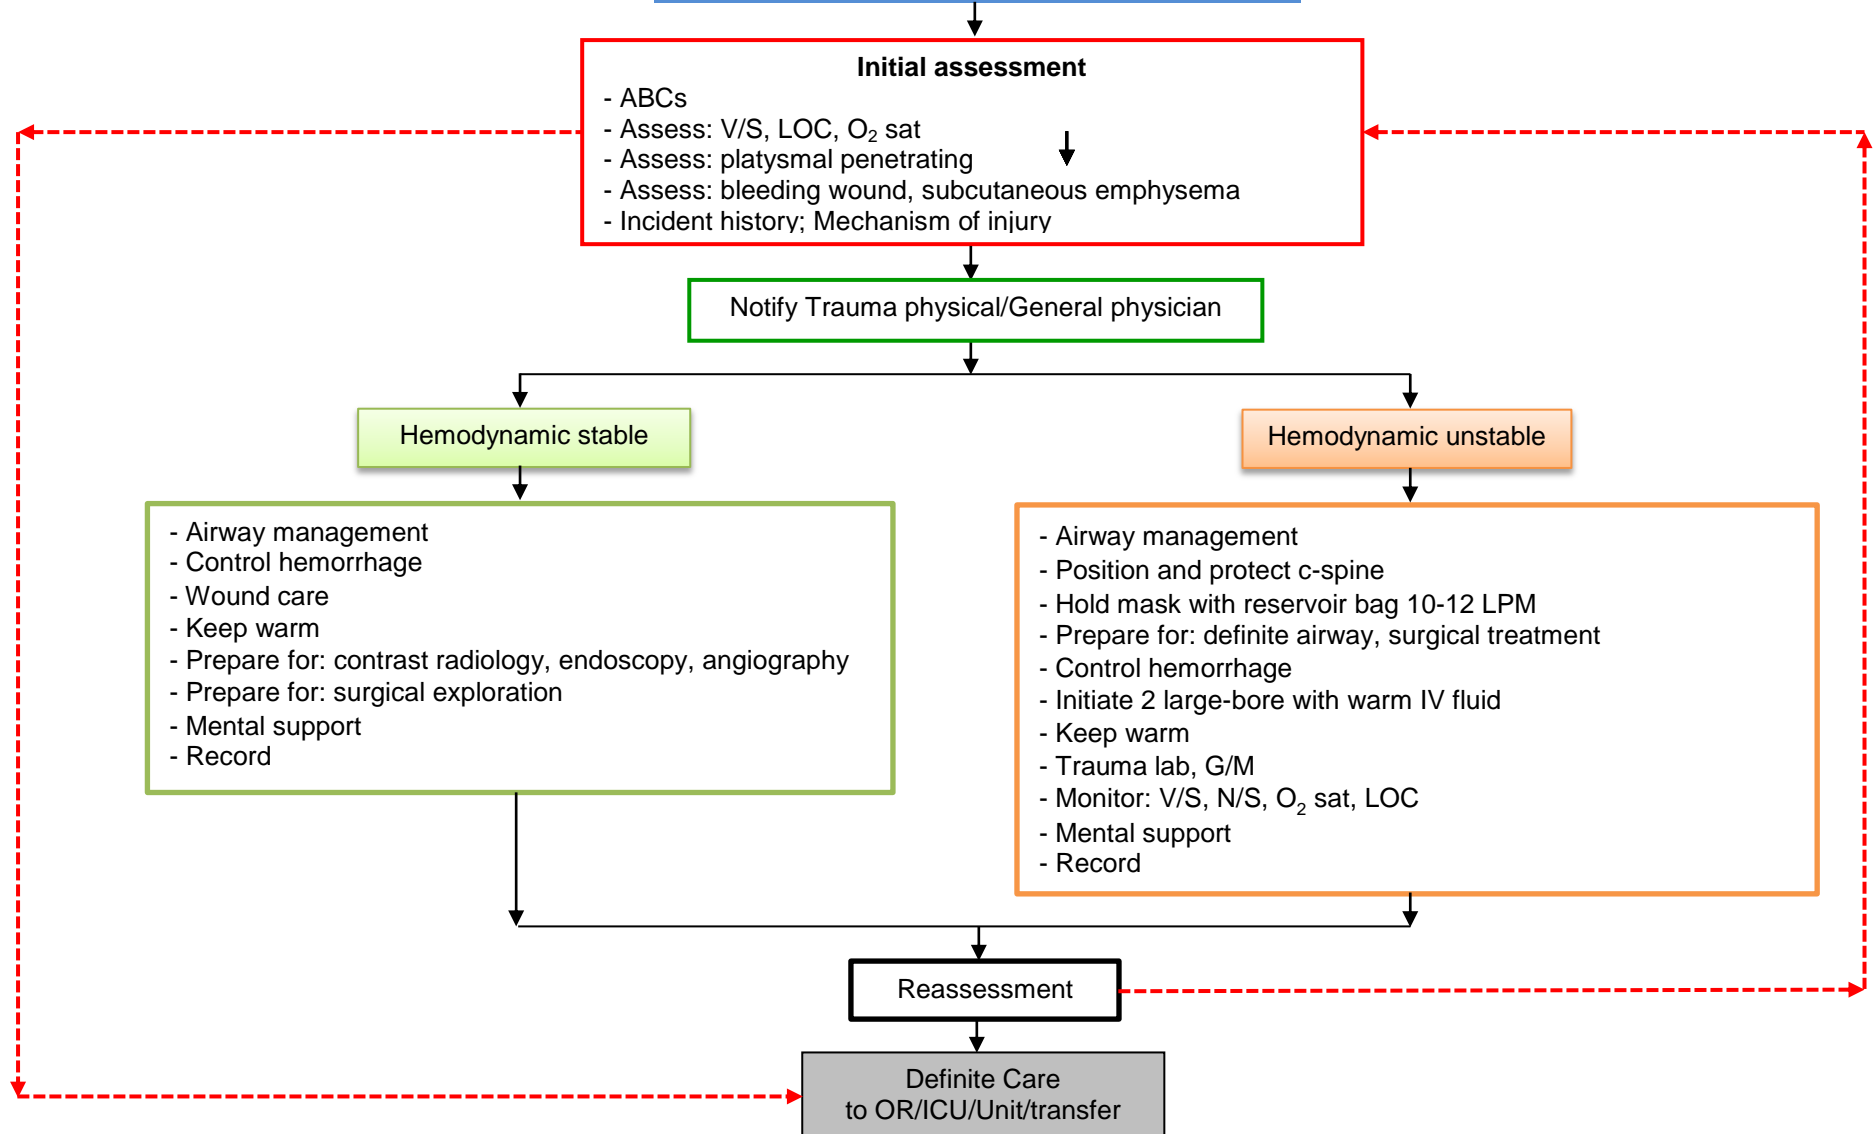 Initial assessment
- ABCs
- Assess: V/S, LOC, O₂ sat
- Assess: platysmal penetrating
- Assess: bleeding wound, subcutaneous emphysema
- Incident history; Mechanism of injury
Notify Trauma physical/General physician
Hemodynamic stable
Hemodynamic unstable
- Airway management
- Control hemorrhage
- Wound care
- Keep warm
- Prepare for: contrast radiology, endoscopy, angiography
- Prepare for: surgical exploration
- Mental support
- Record
- Airway management
- Position and protect c-spine
- Hold mask with reservoir bag 10-12 LPM
- Prepare for: definite airway, surgical treatment
- Control hemorrhage
- Initiate 2 large-bore with warm IV fluid
- Keep warm
- Trauma lab, G/M
- Monitor: V/S, N/S, O₂ sat, LOC
- Mental support
- Record
Reassessment
Definite Care
to OR/ICU/Unit/transfer